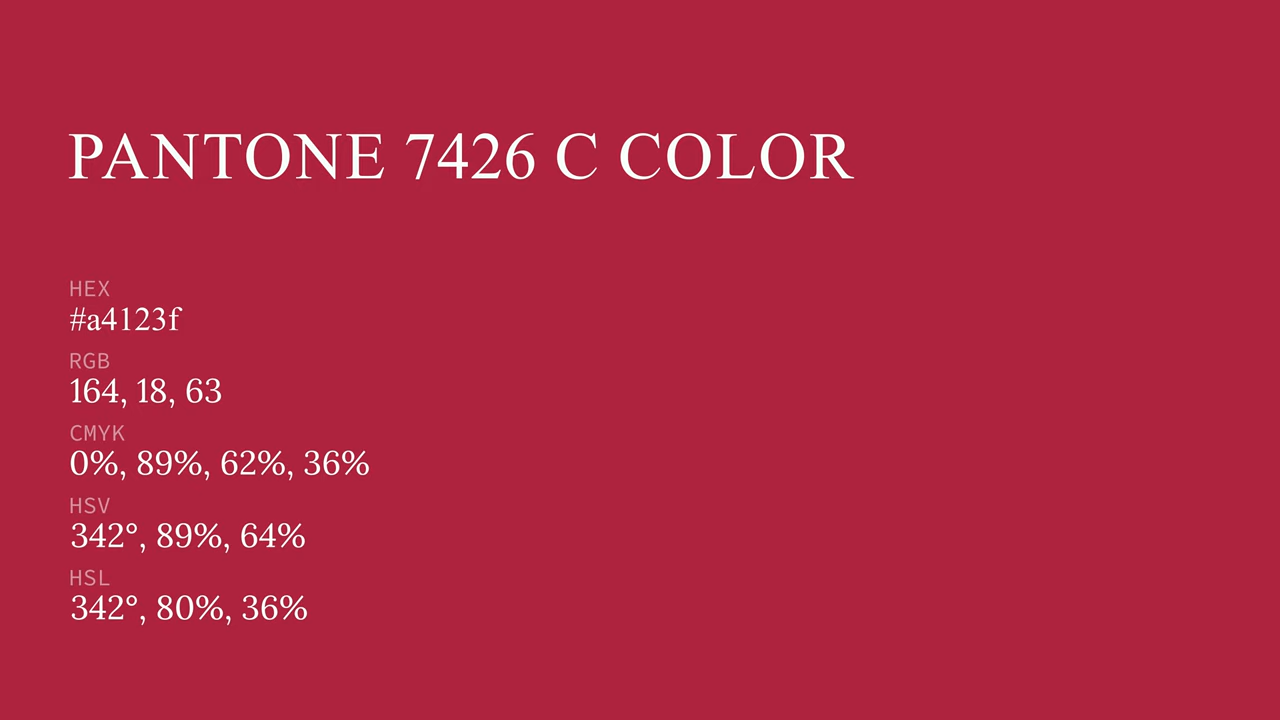 PANTONE 7426 C COLOR
HEX
#a4123f
RGB
164, 18, 63
CMYK
0%, 89%, 62%, 36%
HSV
342°, 89%, 64%
HSL
342°, 80%, 36%